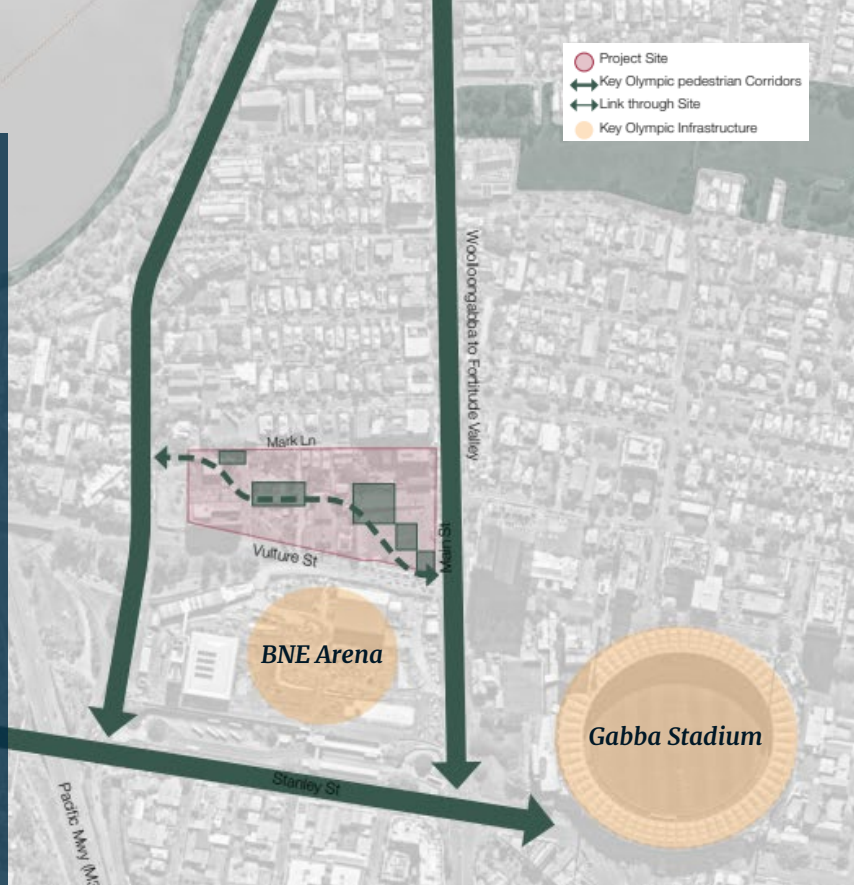 Project Site
Key Olympic pedestrian Corridors
Link through Site
Key Olympic Infrastructure
Woolloongabba to Fortitude Valley
Mark Ln
Main St
Vulture St
BNE Arena
Gabba Stadium
Stanley St
Pacific Mwy (M3